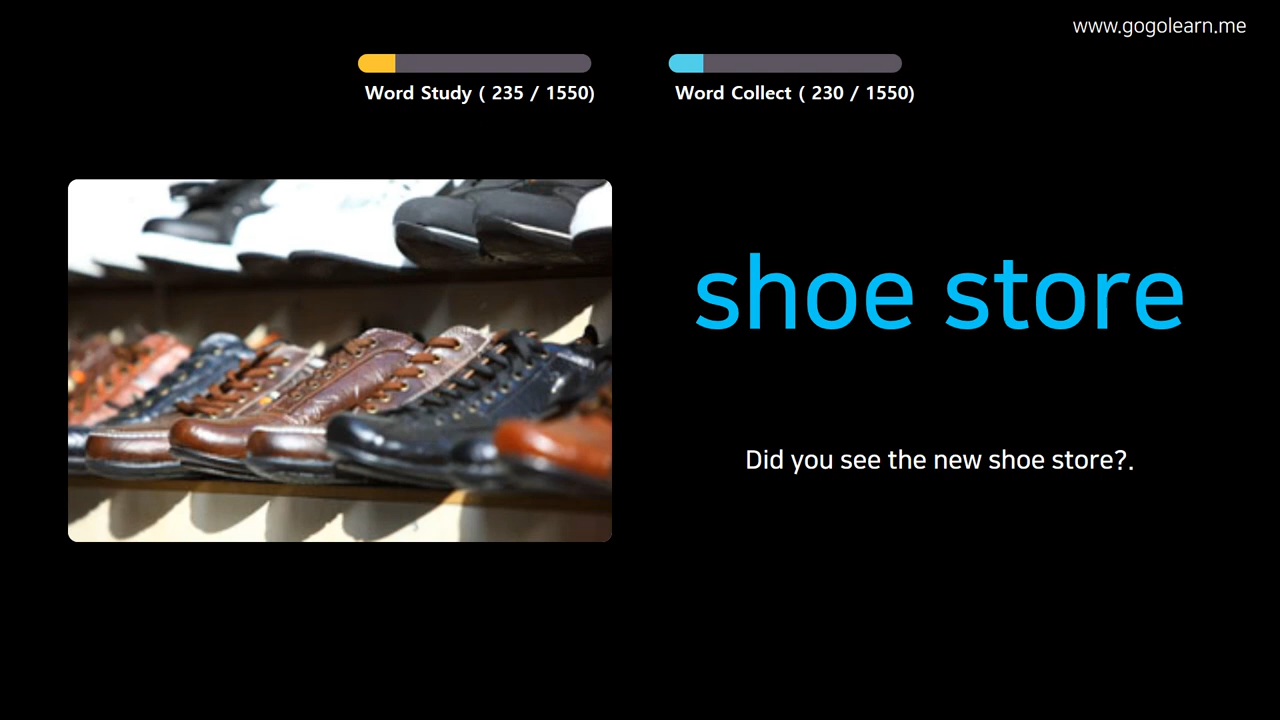 www.gogolearn.me
Word Study ( 235 / 1550)
Word Collect ( 230 / 1550)
shoe store
Did you see the new shoe store?.